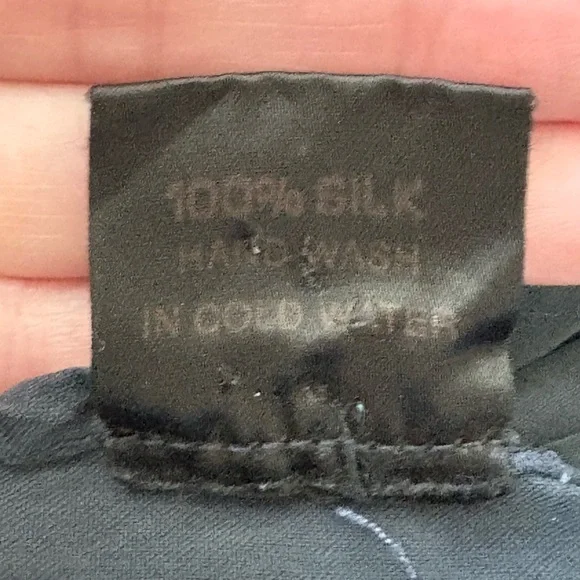 100% SILK
HAND WASH
IN COLD WATER